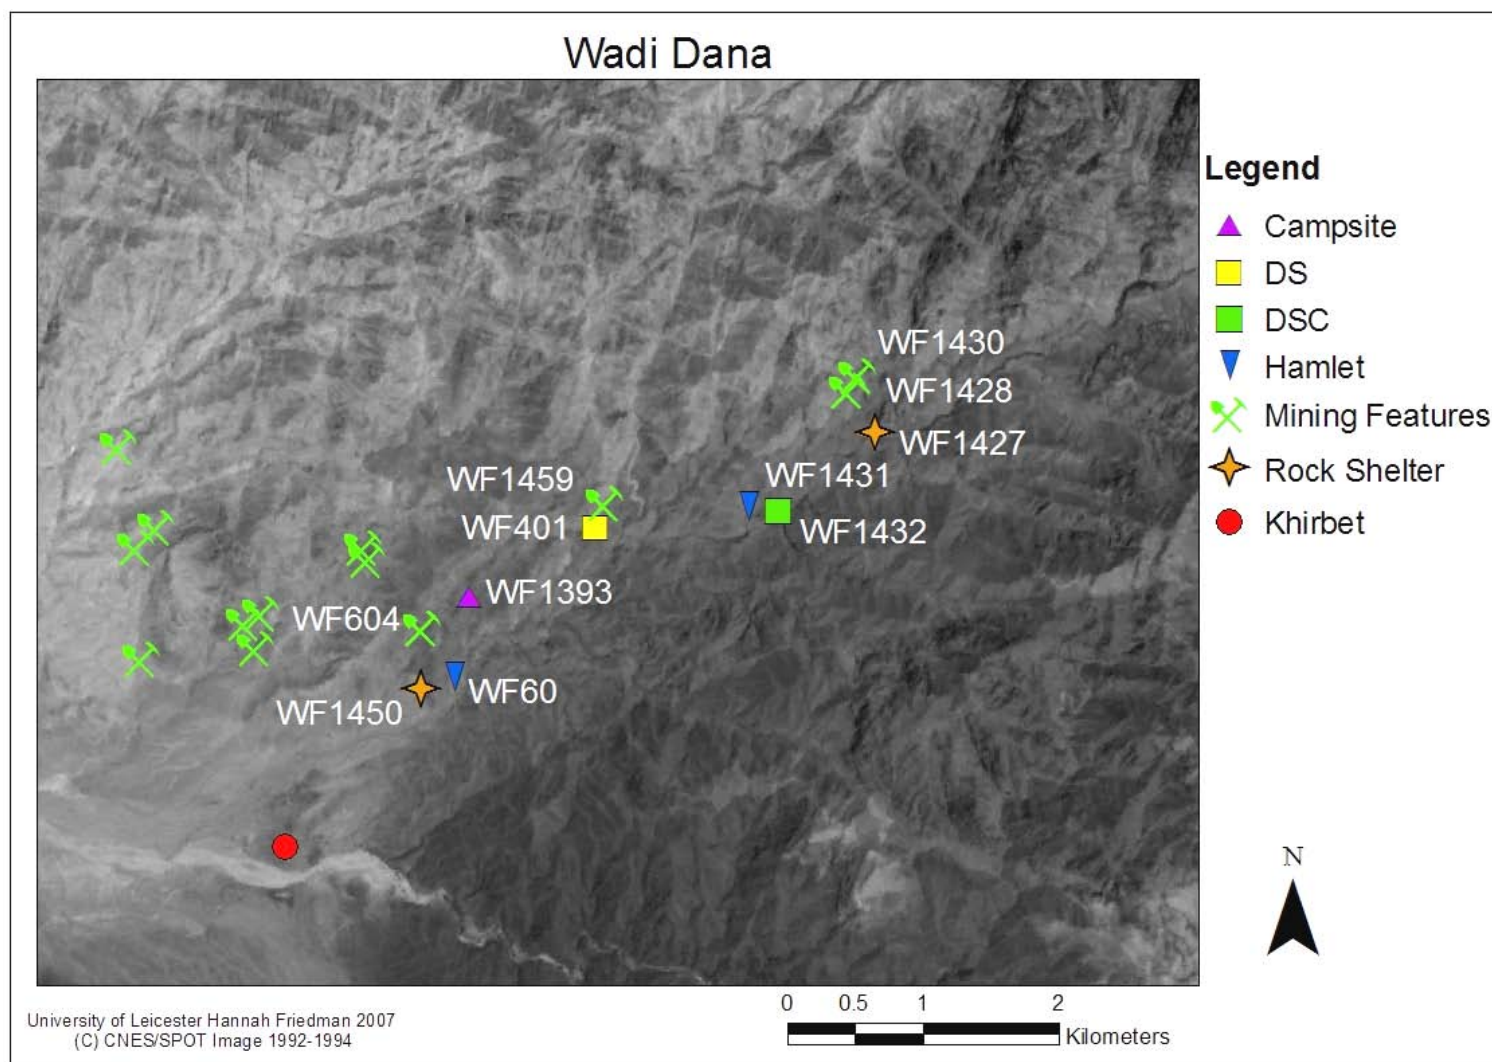 Wadi Dana
Legend
Campsite
DS
DSC
Hamlet
Mining Features
Rock Shelter
Khirbet
WF1430
WF1428
WF1427
WF1431
WF1432
WF1459
WF401
WF1393
WF604
WF60
WF1450
N
0 0.5 1 2
Kilometers
University of Leicester Hannah Friedman 2007
(C) CNES/SPOT Image 1992-1994